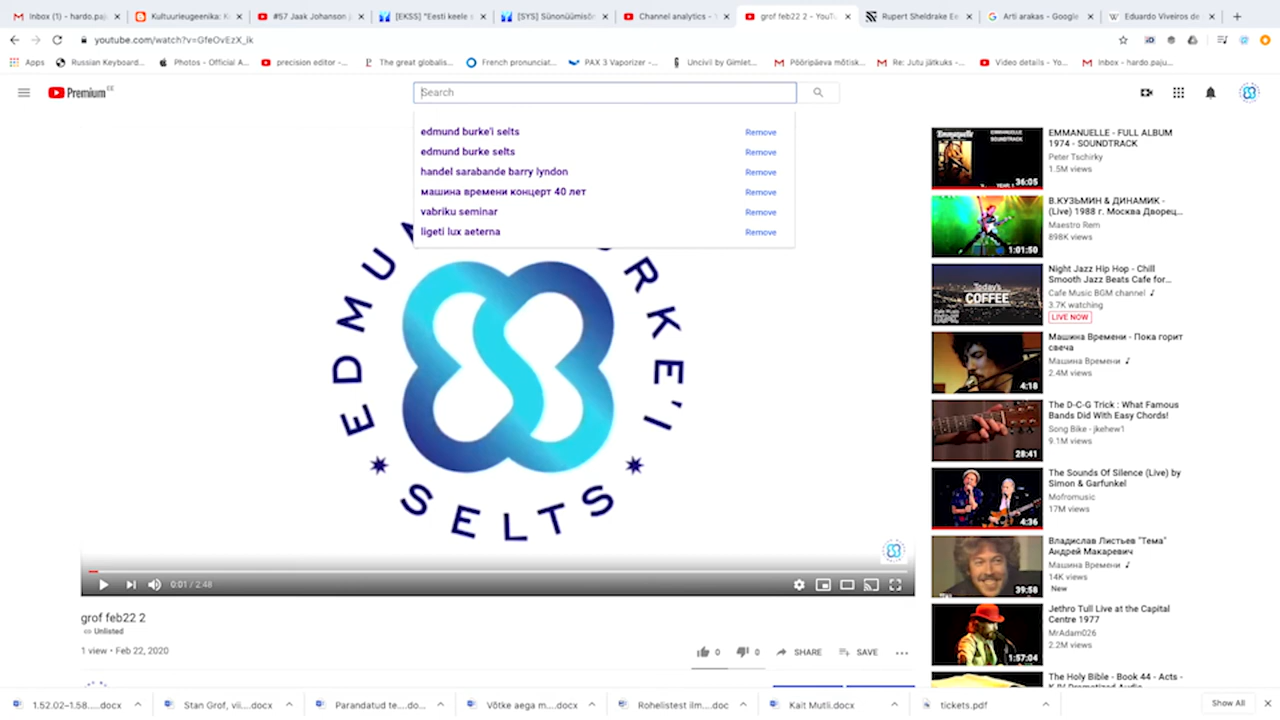 Inbox (1) - hardo.paj
Kultuurieugeenika: K
#57 Jaak Johanson j
[EKSS] "Eesti keele s
[SYS] Sünonüümisõn
Channel analytics - Y
grof feb22 2 - YouTu
Rupert Sheldrake Ee
Arti arakas - Google
Eduardo Viveiros de
youtube.com/watch?v=GfeOvEzX_ik
Apps
Russian Keyboard...
Photos - Official A...
precision editor -...
The great globalis...
French pronunciat...
PAX 3 Vaporizer -...
Uncivil by Gimlet...
Pööripäeva mõtisk...
Re: Jutu jätkuks -...
Video details - Yo...
Inbox - hardo.paju...
Premium EE
Search
edmund burke'i selts Remove
edmund burke selts Remove
handel sarabande barry lyndon Remove
машина времени концерт 40 лет Remove
vabriku seminar Remove
ligeti lux aeterna Remove
EDMU RKE'I
SELTS
0:01 / 2:48
grof feb22 2
Unlisted
1 view • Feb 22, 2020
0
0
SHARE
SAVE
Emmanuelle
SOUNDTRACK
36:05
EMMANUELLE - FULL ALBUM
1974 - SOUNDTRACK
Peter Tschirky
1.5M views
1:01:50
В.КУЗЬМИН & ДИНАМИК -
(Live) 1988 г. Москва Дворец...
Maestro Rem
898K views
Today's
COFFEE
Night Jazz Hip Hop - Chill
Smooth Jazz Beats Cafe for...
Cafe Music BGM channel
3.7K watching
LIVE NOW
4:18
Машина Времени - Пока горит
свеча
Машина Времени
2.4M views
28:41
The D-C-G Trick : What Famous
Bands Did With Easy Chords!
Song Bike - jkehew1
9.1M views
4:36
The Sounds Of Silence (Live) by
Simon & Garfunkel
Mofromusic
17M views
39:58
Владислав Листьев "Тема"
Андрей Макаревич
Машина Времени
14K views
New
1:57:04
Jethro Tull Live at the Capital
Centre 1977
MrAdam026
2.2M views
The Holy Bible - Book 44 - Acts -
1.52.02–1.58.....docx
Stan Grof, vii....docx
Parandatud te....docx
Võtke aega m....docx
Rohelistest ilm....doc
Kait Mutli.docx
tickets.pdf
Show All